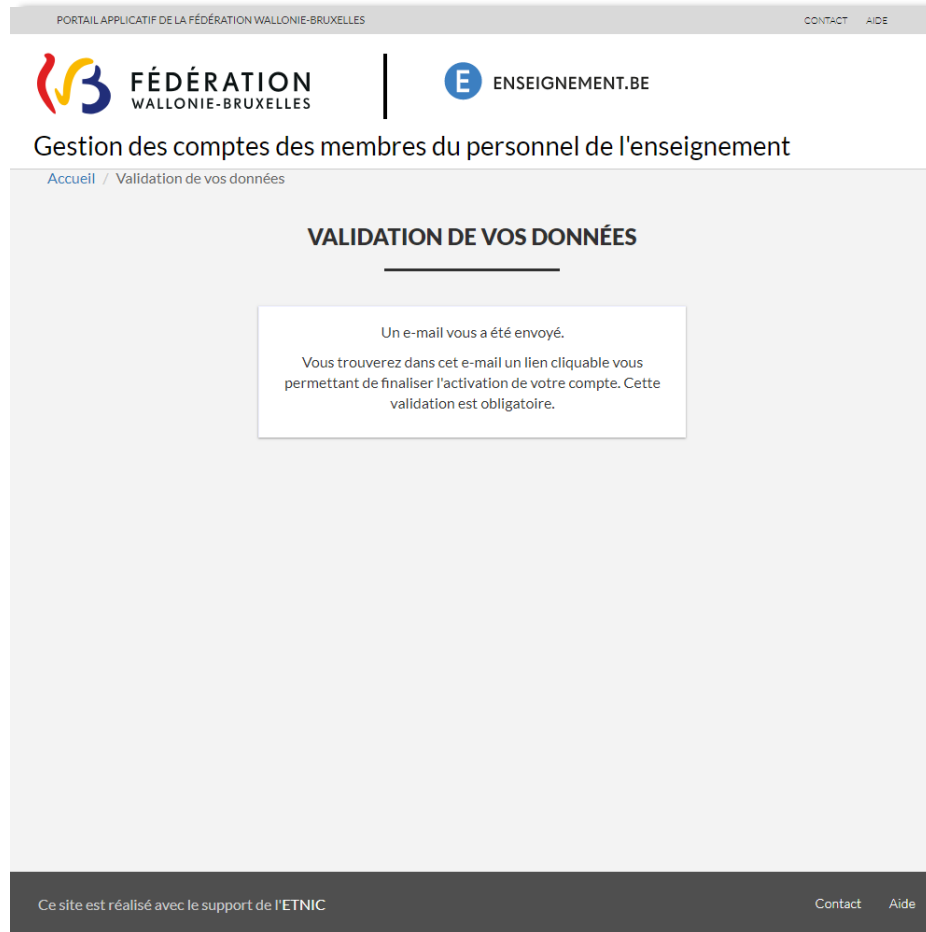 PORTAIL APPLICATIF DE LA FÉDÉRATION WALLONIE-BRUXELLES CONTACT AIDE
FÉDÉRATION
WALLONIE-BRUXELLES
E ENSEIGNEMENT.BE
Gestion des comptes des membres du personnel de l'enseignement
Accueil / Validation de vos données
VALIDATION DE VOS DONNÉES
Un e-mail vous a été envoyé.
Vous trouverez dans cet e-mail un lien cliquable vous
permettant de finaliser l'activation de votre compte. Cette
validation est obligatoire.
Ce site est réalisé avec le support de l'ETNIC Contact Aide